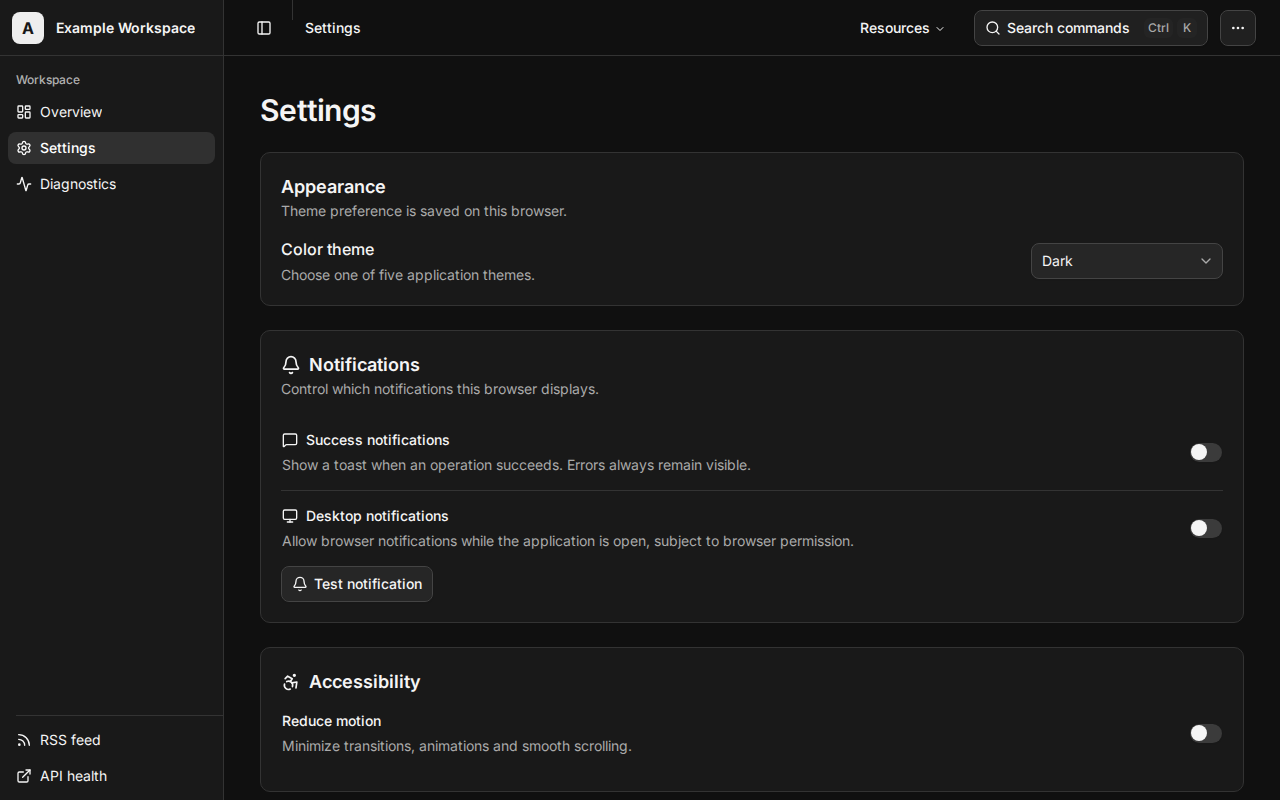 A Example Workspace
Settings
Resources
Search commands Ctrl K
Workspace
Overview
Settings
Diagnostics
RSS feed
API health
Settings
Appearance
Theme preference is saved on this browser.
Color theme
Choose one of five application themes.
Dark
Notifications
Control which notifications this browser displays.
Success notifications
Show a toast when an operation succeeds. Errors always remain visible.
Desktop notifications
Allow browser notifications while the application is open, subject to browser permission.
Test notification
Accessibility
Reduce motion
Minimize transitions, animations and smooth scrolling.